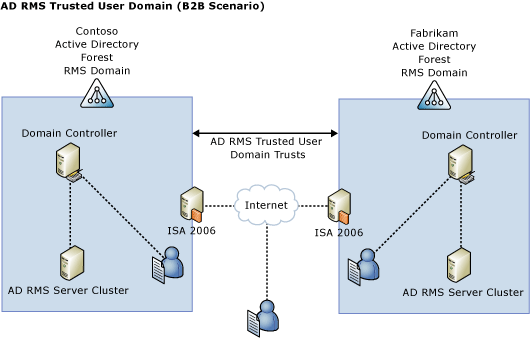 AD RMS Trusted User Domain (B2B Scenario)
Contoso
Active Directory
Forest
RMS Domain
Fabrikam
Active Directory
Forest
RMS Domain
Domain Controller
AD RMS Trusted User
Domain Trusts
Domain Controller
ISA 2006
Internet
ISA 2006
AD RMS Server Cluster
AD RMS Server Cluster